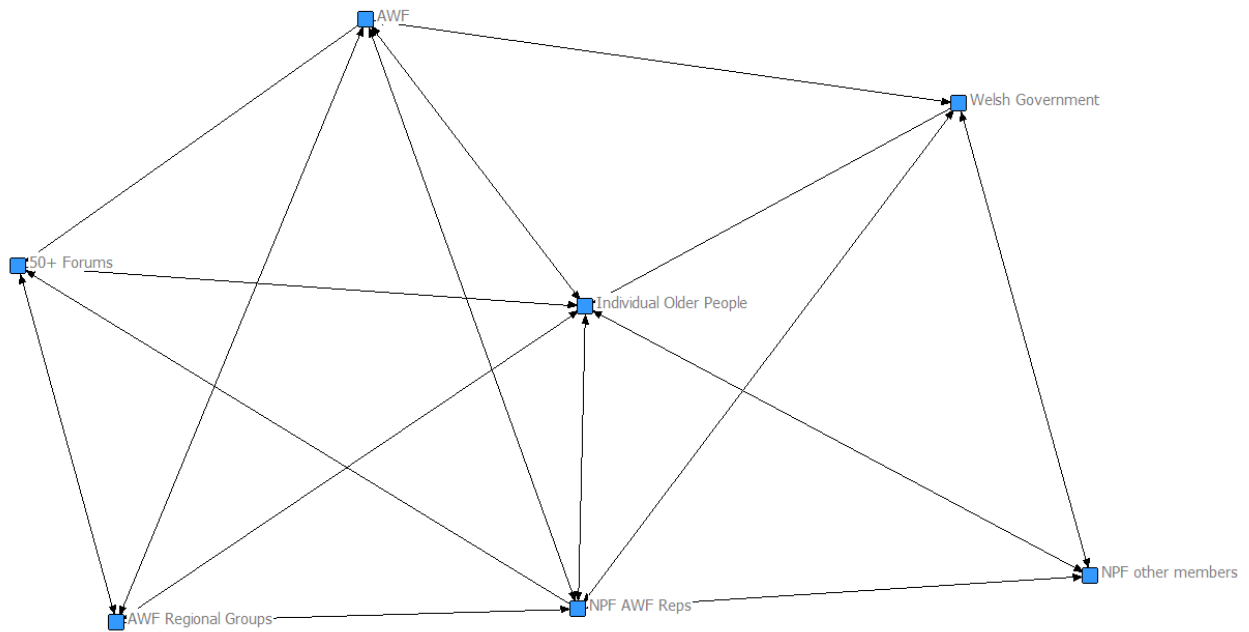 AWF
Welsh Government
50+ Forums
Individual Older People
NPF other members
NPF AWF Reps
AWF Regional Groups